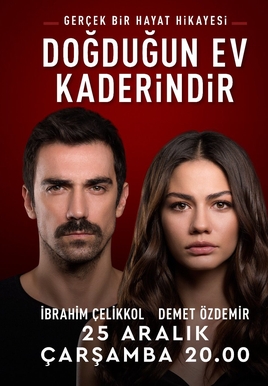 GERÇEK BİR HAYAT HİKAYESİ
DOĞDUĞUN EV
KADERİNDİR
İBRAHİM ÇELİKKOL DEMET ÖZDEMİR
25 ARALIK
ÇARŞAMBA 20.00